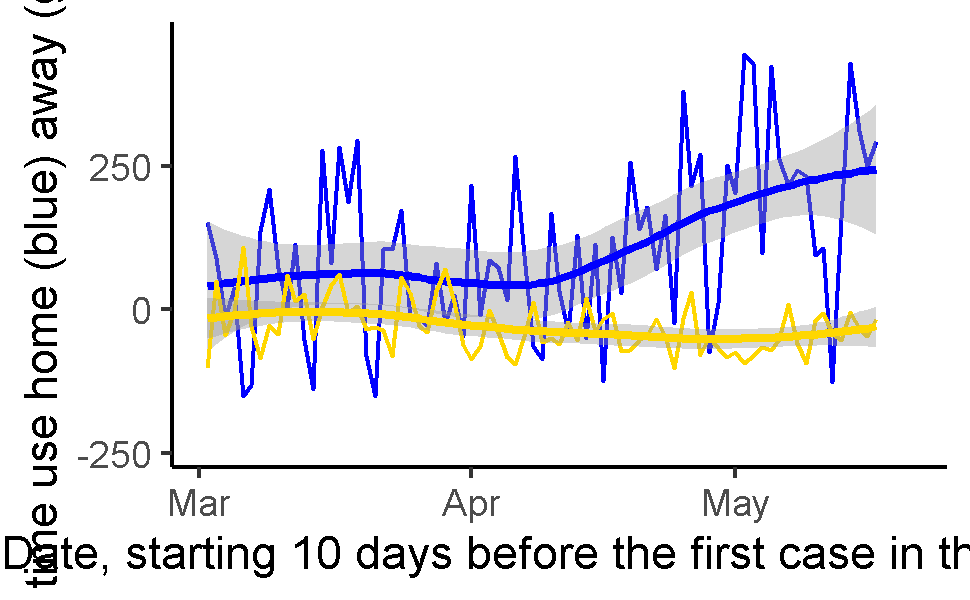 time use home (blue) away (
250
0
-250
Mar Apr May
Date, starting 10 days before the first case in th